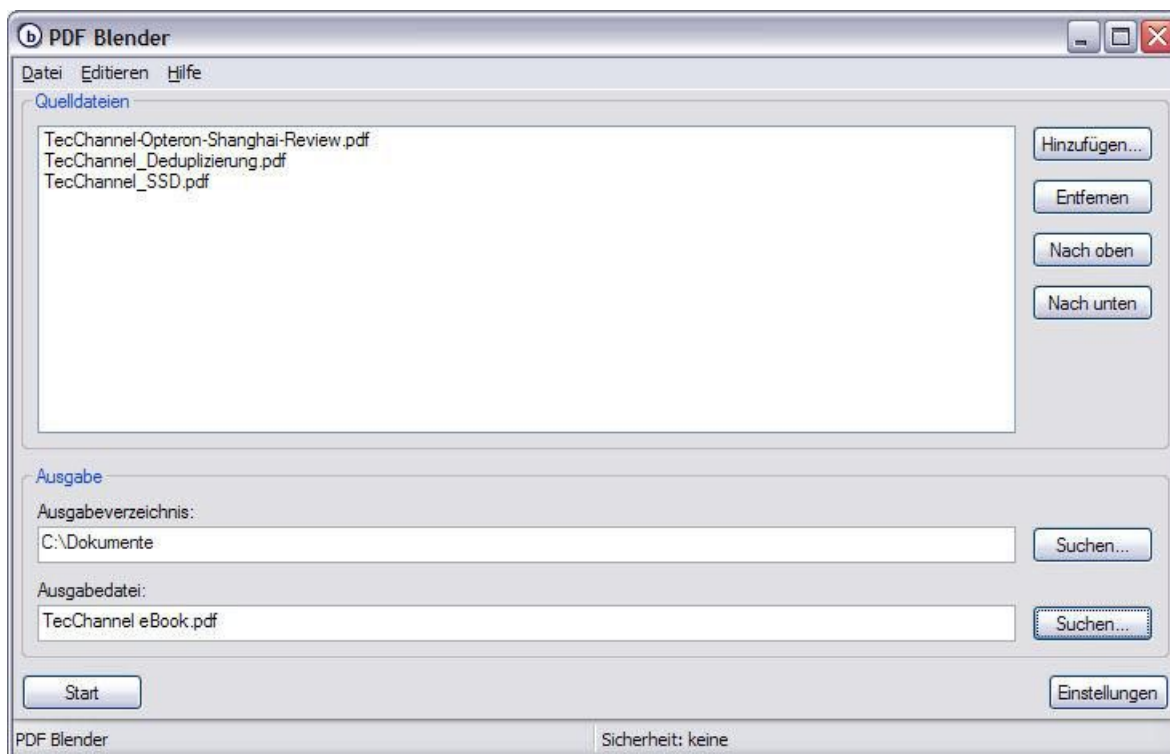 PDF Blender
Datei Editieren Hilfe
Quelldateien
TecChannel-Opteron-Shanghai-Review.pdf
TecChannel_Deduplizierung.pdf
TecChannel_SSD.pdf
Hinzufügen...
Entfernen
Nach oben
Nach unten
Ausgabe
Ausgabeverzeichnis:
C:\Dokumente
Suchen...
Ausgabedatei:
TecChannel eBook.pdf
Suchen...
Start
Einstellungen
PDF Blender
Sicherheit: keine